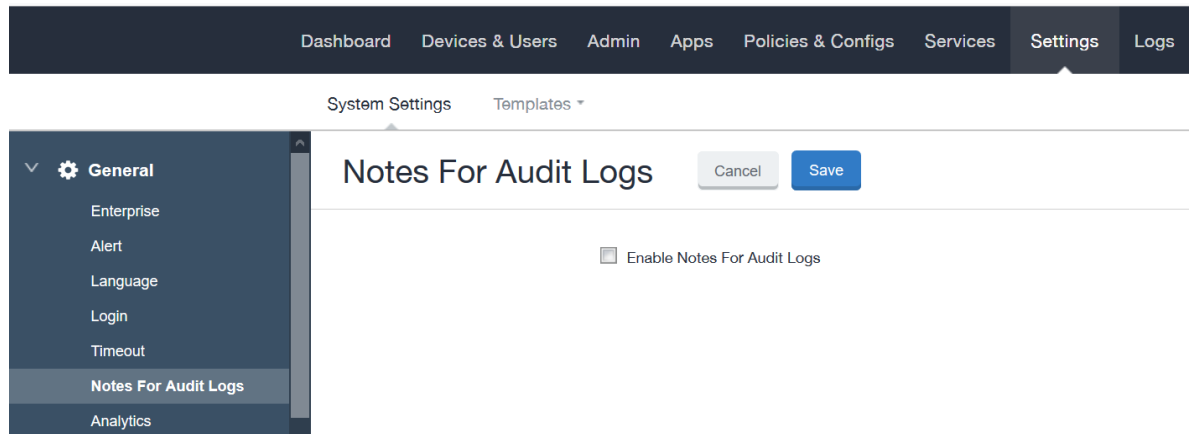 Dashboard Devices & Users Admin Apps Policies & Configs Services Settings Logs
System Settings Templates
General
Enterprise
Alert
Language
Login
Timeout
Notes For Audit Logs
Analytics
Notes For Audit Logs Cancel Save
Enable Notes For Audit Logs